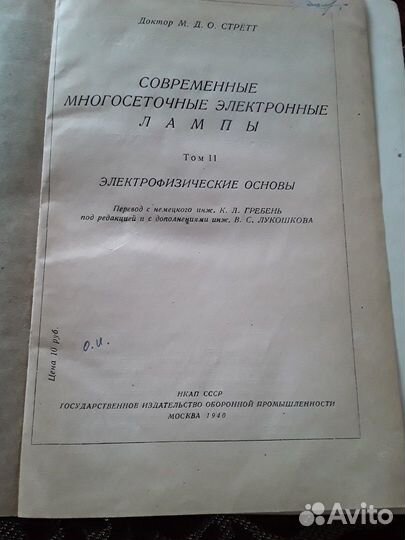 Доктор М. Д. О. СТРЕТТ
СОВРЕМЕННЫЕ
МНОГОСЕТОЧНЫЕ ЭЛЕКТРОННЫЕ
ЛАМПЫ
Том II
ЭЛЕКТРОФИЗИЧЕСКИЕ ОСНОВЫ
Перевод с немецкого инж. К. Л. ГРЕБЕНЬ
под редакцией и с дополнениями инж. В. С. ЛУКОШКОВА
Цена 10 руб.
О.И.
НКАП СССР
ГОСУДАРСТВЕННОЕ ИЗДАТЕЛЬСТВО ОБОРОННОЙ ПРОМЫШЛЕННОСТИ
МОСКВА 1940
Avito